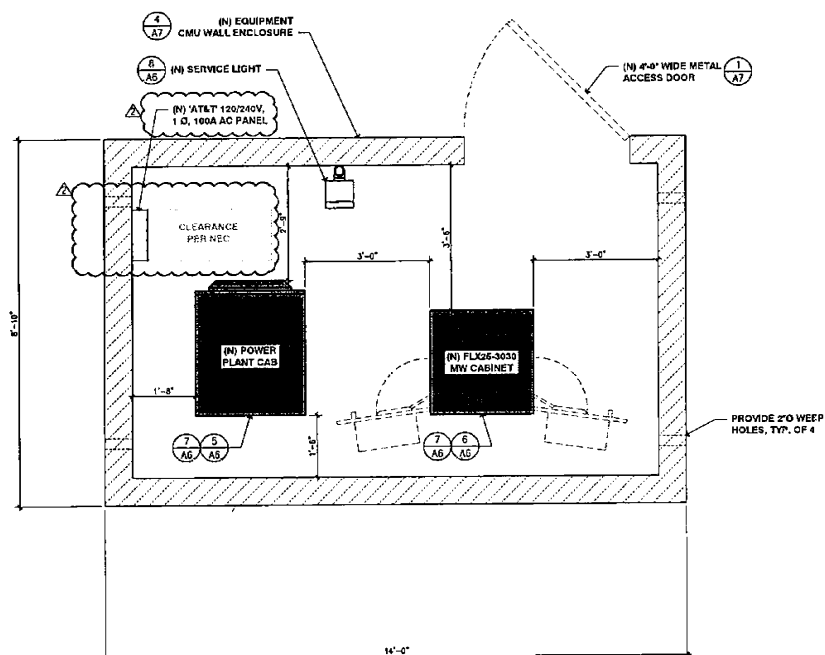 4
A7
(N) EQUIPMENT
CMU WALL ENCLOSURE
8
A6
(N) SERVICE LIGHT
(N) 4'-0" WIDE METAL
ACCESS DOOR
1
A7
2
(N) 'AT&T' 120/240V,
1 Ø, 100A AC PANEL
2
CLEARANCE
PER NEC
2'-9"
3'-6"
3'-0"
3'-0"
8'-10"
(N) POWER
PLANT CAB
(N) FLX25-3030
MW CABINET
1'-8"
1'-6"
PROVIDE 2"Ø WEEP
HOLES, TYP. OF 4
7
A6
5
A6
7
A6
6
A6
14'-0"